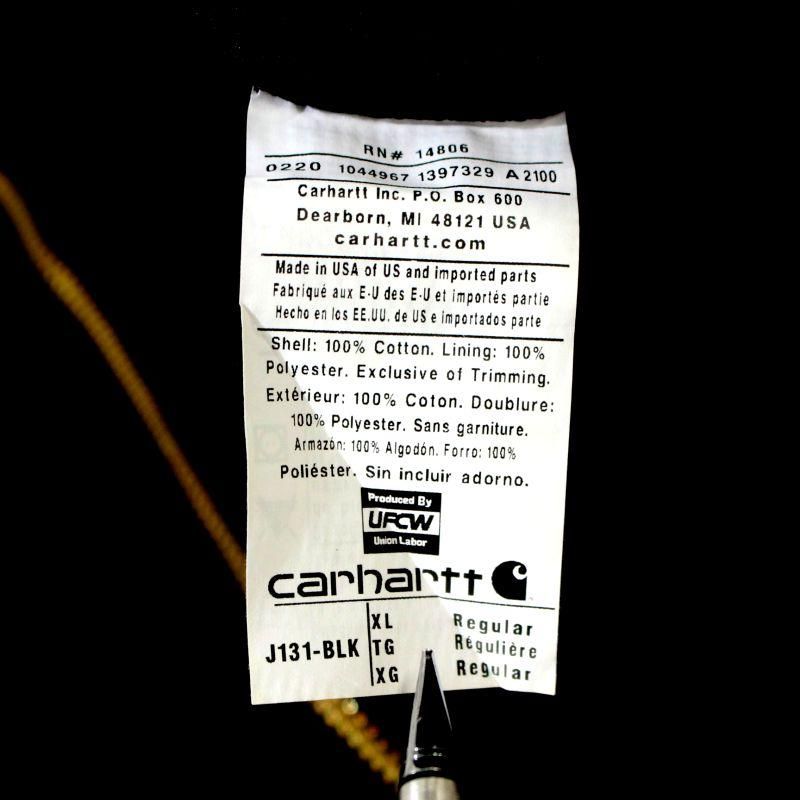 RN# 14806
0220 1044967 1397329 A 2100
Carhartt Inc. P.O. Box 600
Dearborn, MI 48121 USA
carhartt.com
Made in USA of US and imported parts
Fabriqué aux E-U des E-U et importés partie
Hecho en los EE.UU. de US e importados parte
Shell: 100% Cotton. Lining: 100%
Polyester. Exclusive of Trimming.
Extérieur: 100% Coton. Doublure:
100% Polyester. Sans garniture.
Armazón: 100% Algodón. Forro: 100%
Poliéster. Sin incluir adorno.
Produced By
UFCW
Union Labor
carhartt
J131-BLK
XL Regular
TG Régulière
XG Regular